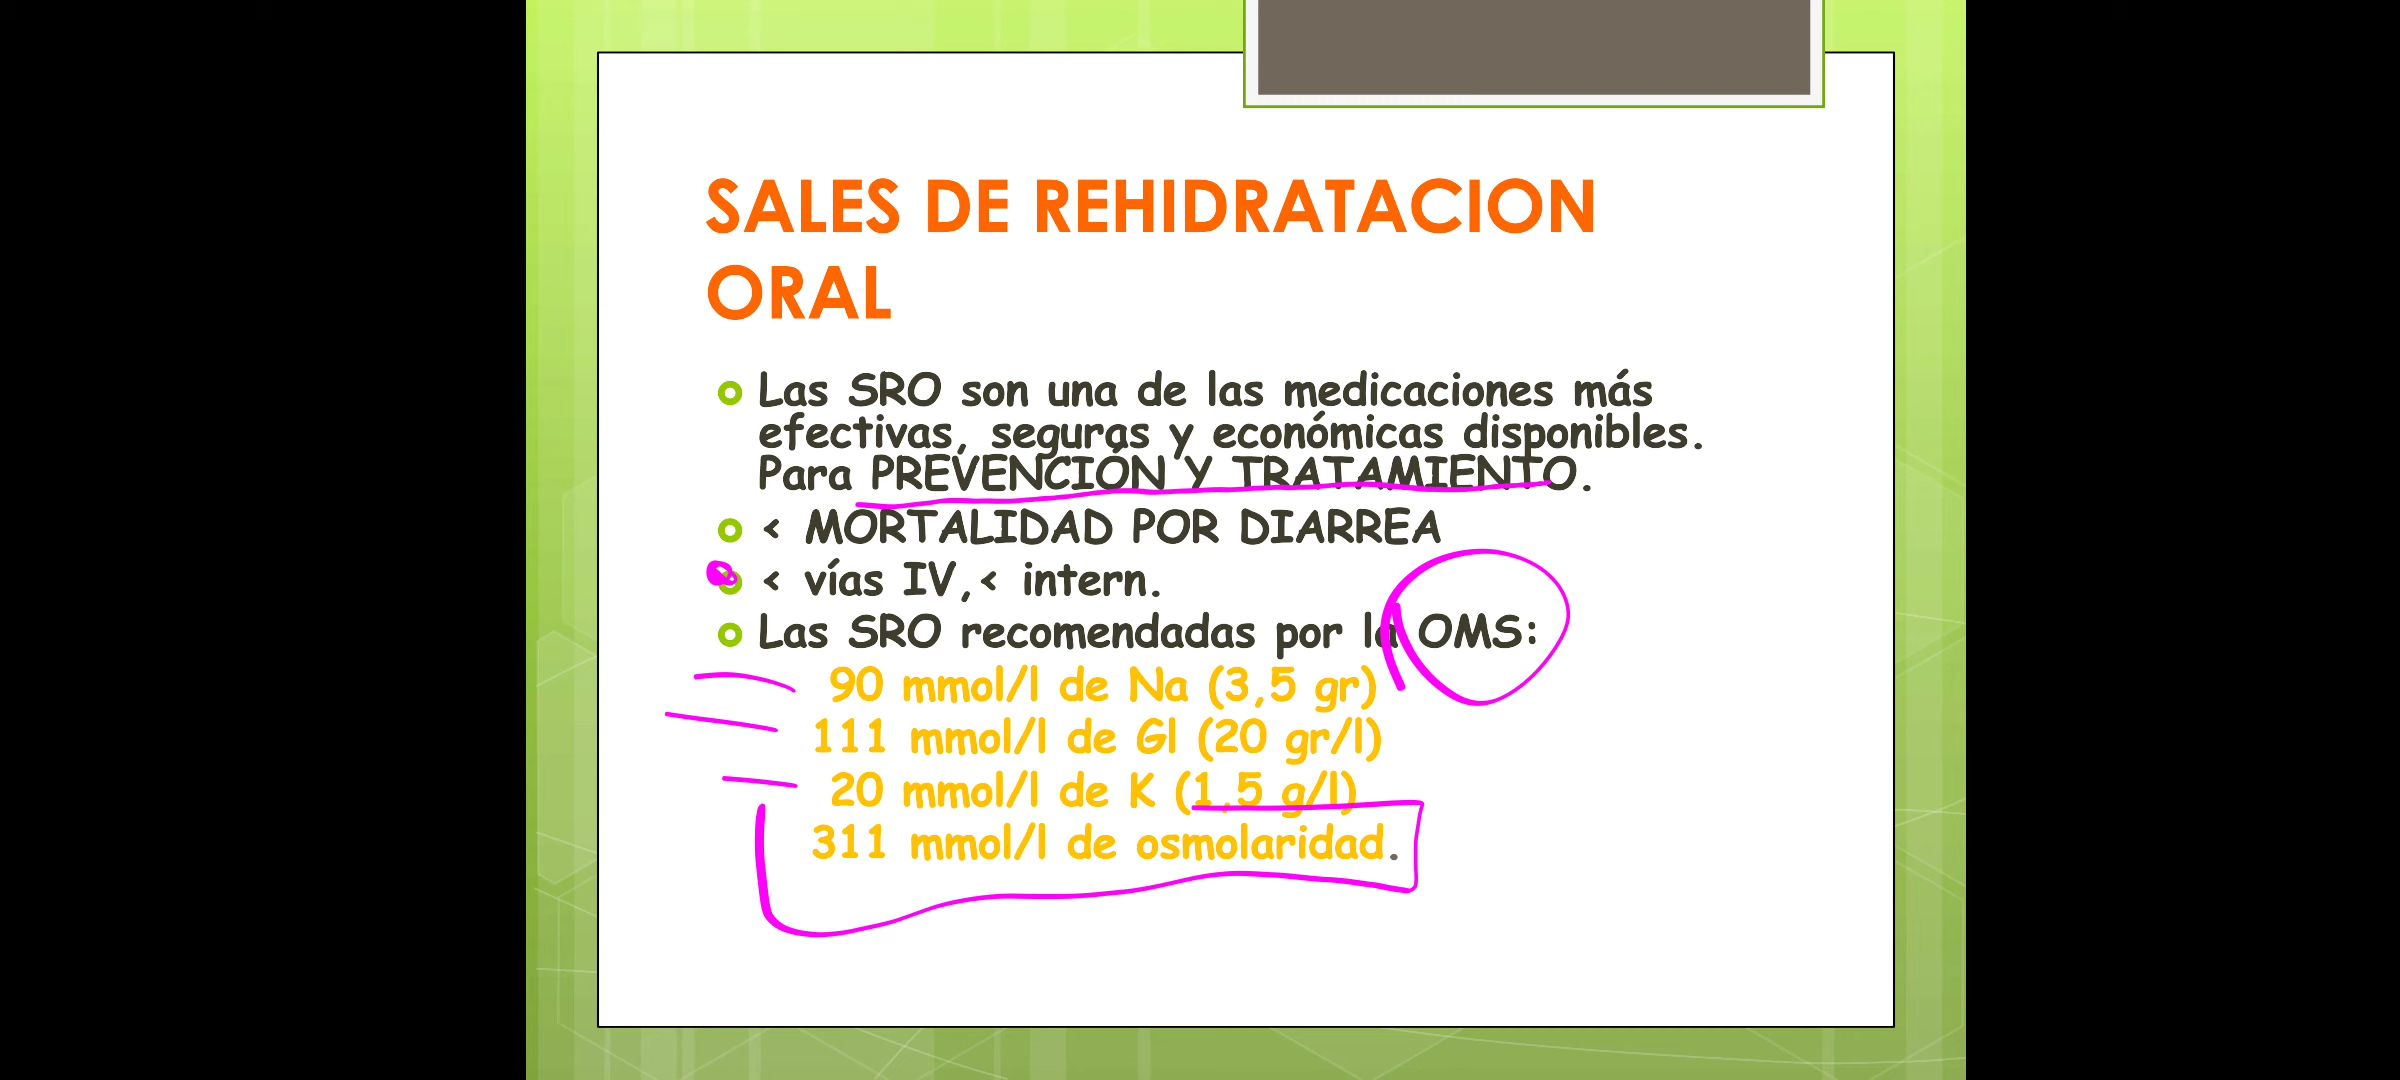 SALES DE REHIDRATACION
ORAL
Las SRO son una de las medicaciones más
efectivas, seguras y económicas disponibles.
Para PREVENCIÓN Y TRATAMIENTO.
< MORTALIDAD POR DIARREA
< vías IV,< intern.
Las SRO recomendadas por la OMS:
90 mmol/l de Na (3,5 gr)
111 mmol/l de Gl (20 gr/l)
20 mmol/l de K (1,5 g/l)
311 mmol/l de osmolaridad.